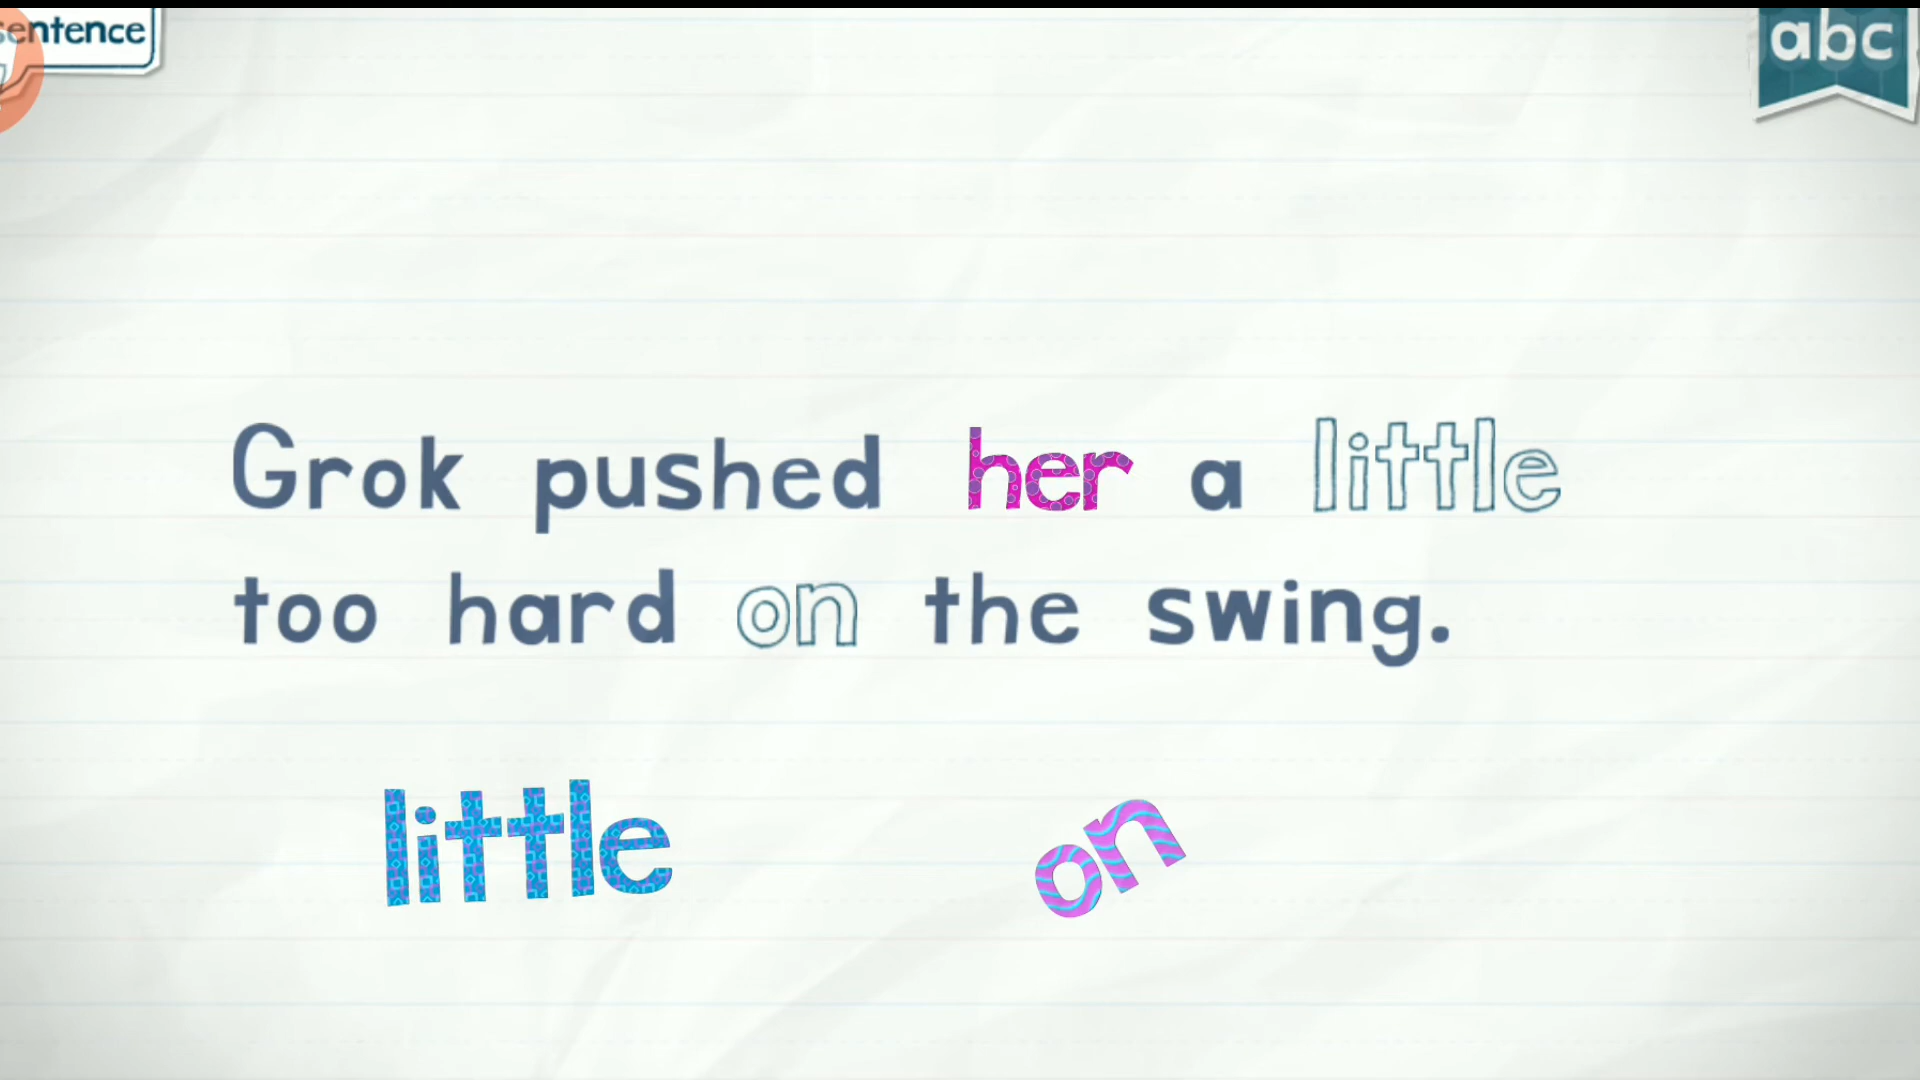 sentence
abc
Grok pushed her a little
too hard on the swing.
little
on